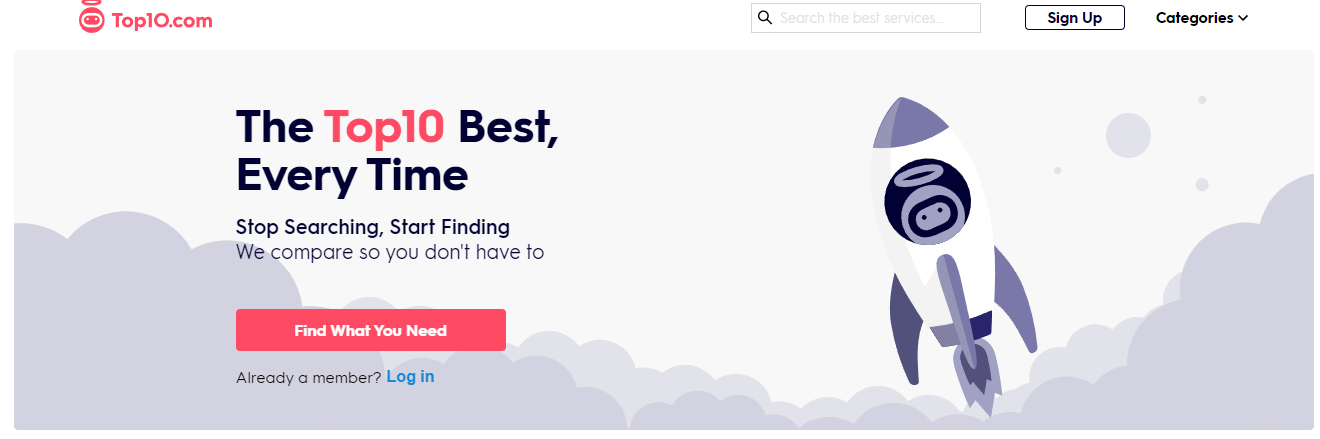 Top10.com
Search the best services...
Sign Up
Categories
The Top10 Best,
Every Time
Stop Searching, Start Finding
We compare so you don't have to
Find What You Need
Already a member? Log in